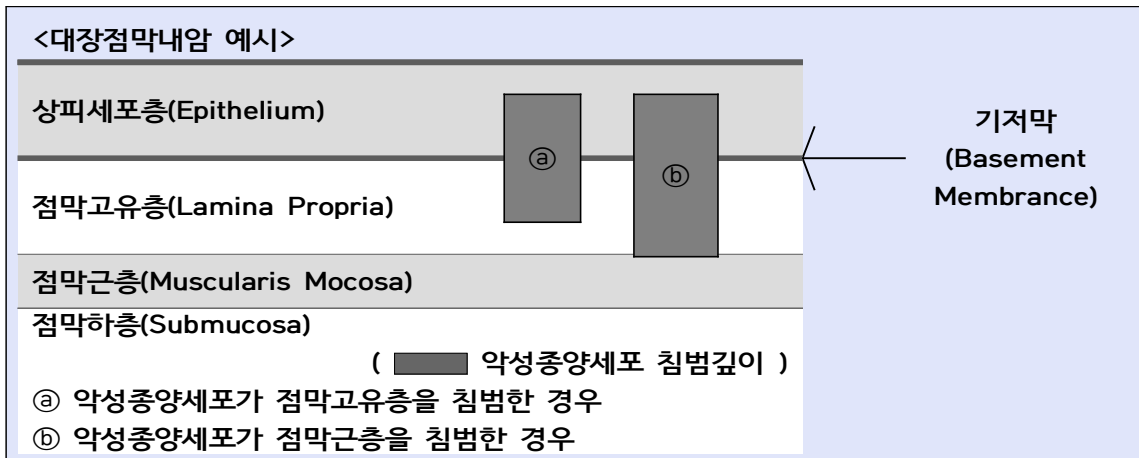 <대장점막내암 예시>
상피세포층(Epithelium)
ⓐ
ⓑ
기저막
(Basement
Membrance)
점막고유층(Lamina Propria)
점막근층(Muscularis Mocosa)
점막하층(Submucosa)
( 악성종양세포 침범깊이 )
ⓐ 악성종양세포가 점막고유층을 침범한 경우
ⓑ 악성종양세포가 점막근층을 침범한 경우